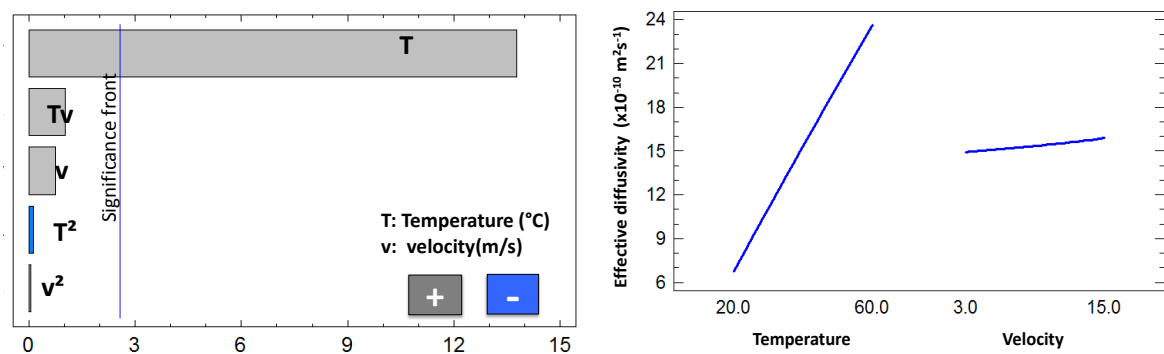 T
Tv
v
T²
v²
Significance front
T: Temperature (°C)
v: velocity(m/s)
+
-
0 3 6 9 12 15
Effective diffusivity (x10⁻¹⁰ m²s⁻¹)
24
21
18
15
12
9
6
20.0 60.0 3.0 15.0
Temperature Velocity